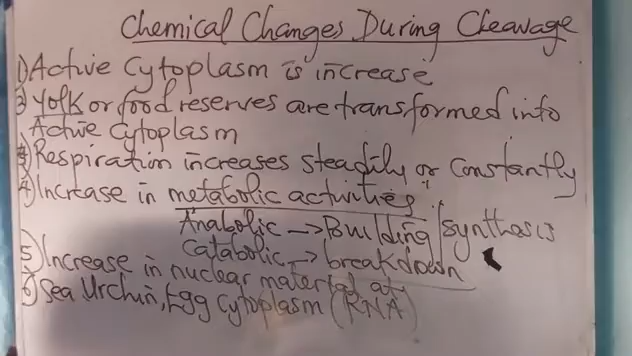 Chemical Changes During Cleavage
1) Active Cytoplasm is increase
2) Yolk or food reserves are transformed into
Active Cytoplasm
3) Respiration increases steadily or Constantly
4) Increase in metabolic activities
Anabolic → Building/synthesis
Catabolic → breakdown
5) Increase in nuclear material at
6) Sea Urchin, Egg Cytoplasm (RNA)